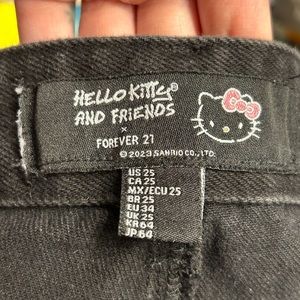 HELLO KITTY®
AND FRIENDS
×
FOREVER 21
© 2023 SANRIO CO., LTD.
US 25
CA 25
MX/ECU 25
BR 25
EU 34
UK 25
KR 64
JP 64